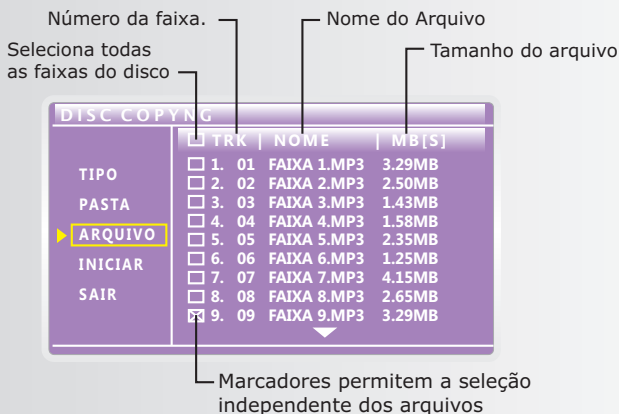 Número da faixa.
Nome do Arquivo
Seleciona todas
as faixas do disco
Tamanho do arquivo
DISC COPYNG
TRK | NOME | MB[S]
TIPO
PASTA
ARQUIVO
INICIAR
SAIR
1. 01 FAIXA 1.MP3 3.29MB
2. 02 FAIXA 2.MP3 2.50MB
3. 03 FAIXA 3.MP3 1.43MB
4. 04 FAIXA 4.MP3 1.58MB
5. 05 FAIXA 5.MP3 2.35MB
6. 06 FAIXA 6.MP3 1.25MB
7. 07 FAIXA 7.MP3 4.15MB
8. 08 FAIXA 8.MP3 2.65MB
9. 09 FAIXA 9.MP3 3.29MB
Marcadores permitem a seleção
independente dos arquivos